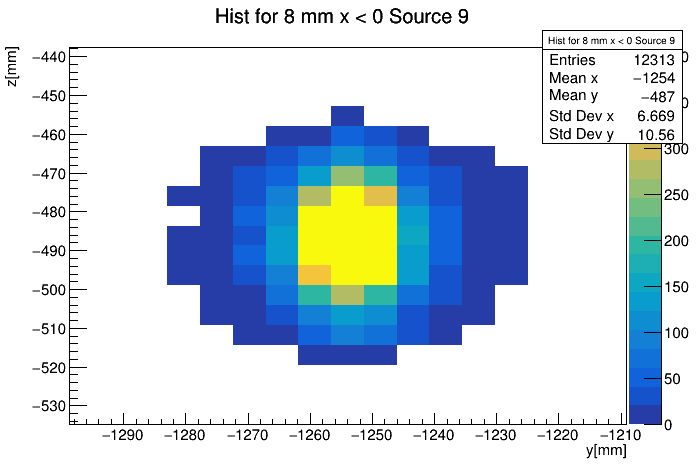 Hist for 8 mm x < 0 Source 9
Hist for 8 mm x < 0 Source 9
Entries 12313
Mean x −1254
Mean y −487
Std Dev x 6.669
Std Dev y 10.56
z[mm]
−440
−450
−460
−470
−480
−490
−500
−510
−520
−530
−1290 −1280 −1270 −1260 −1250 −1240 −1230 −1220 −1210
y[mm]
300
250
200
150
100
50
0